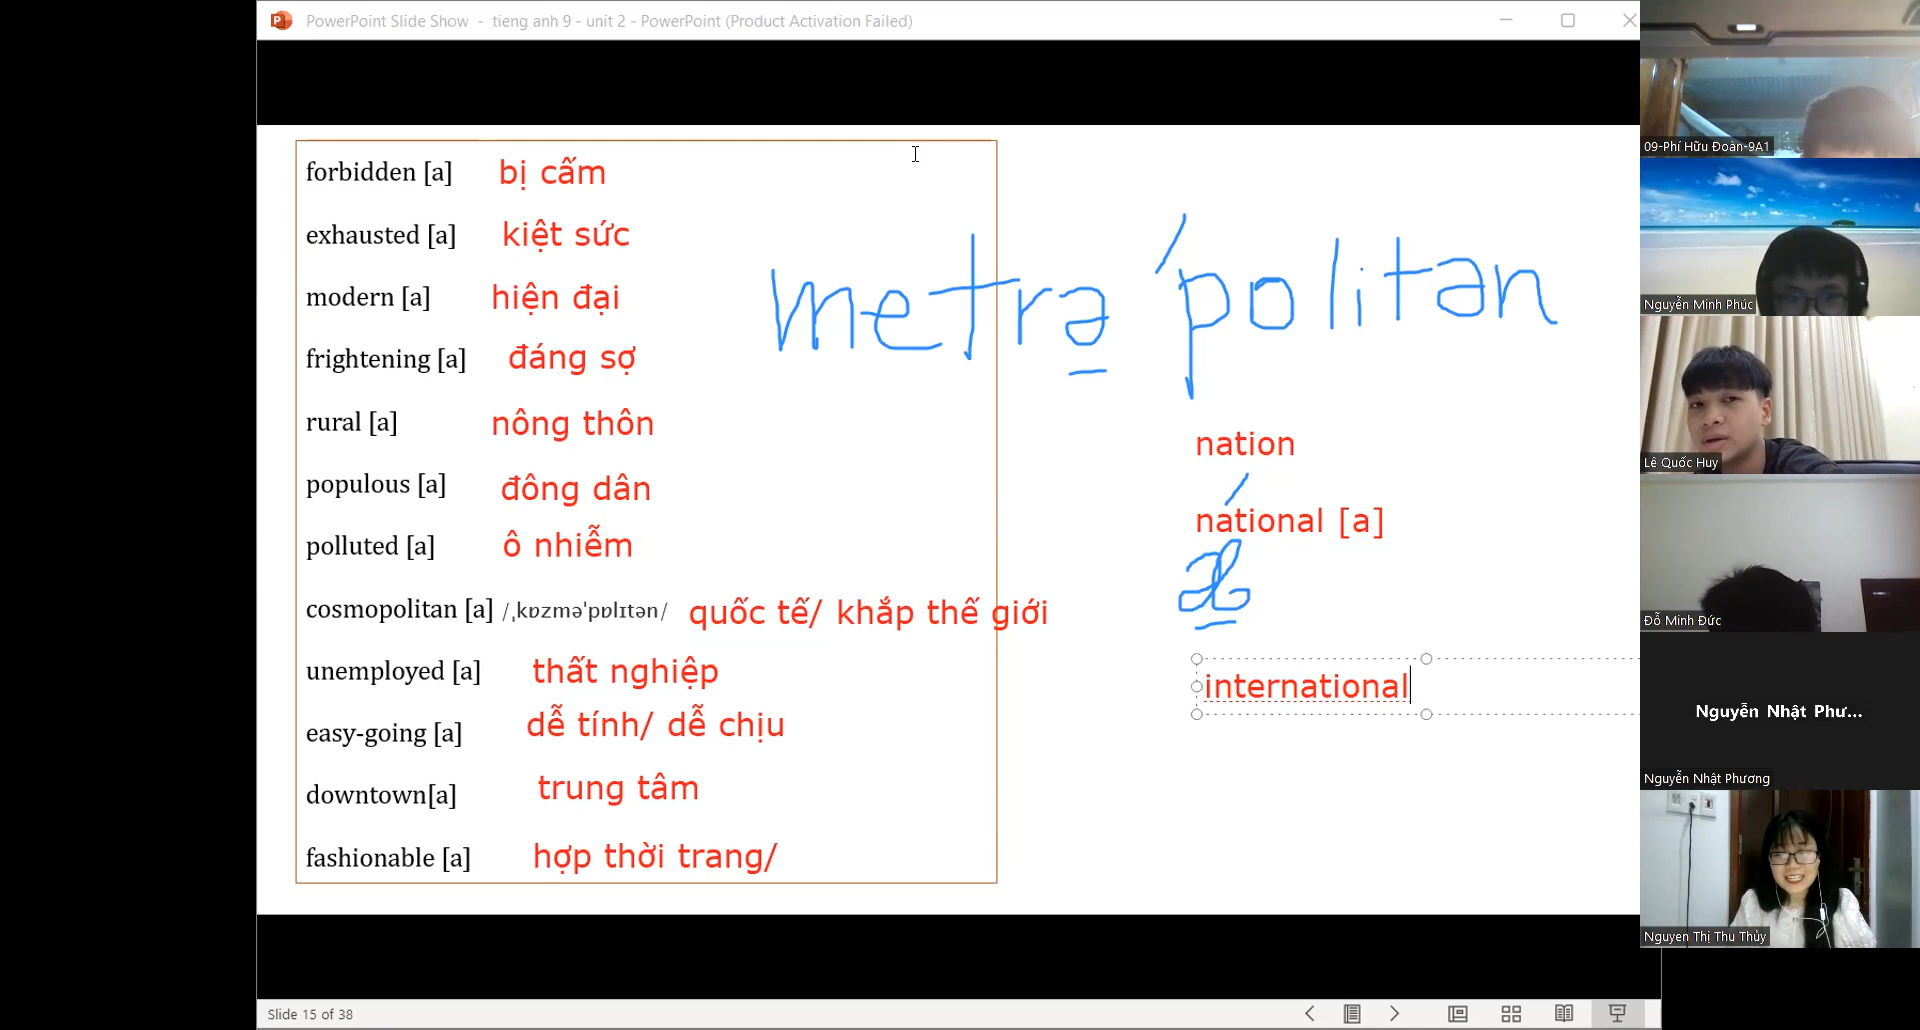 PowerPoint Slide Show - tieng anh 9 - unit 2 - PowerPoint (Product Activation Failed)
forbidden [a] bị cấm
exhausted [a] kiệt sức
modern [a] hiện đại
frightening [a] đáng sợ
rural [a] nông thôn
populous [a] đông dân
polluted [a] ô nhiễm
cosmopolitan [a] /ˌkɒzməˈpɒlɪtən/ quốc tế/ khắp thế giới
unemployed [a] thất nghiệp
easy-going [a] dễ tính/ dễ chịu
downtown[a] trung tâm
fashionable [a] hợp thời trang/
metrə'politən
nation
national [a]
æ
international
09-Phí Hữu Đoàn-9A1
Nguyễn Minh Phúc
Lê Quốc Huy
Đỗ Minh Đức
Nguyễn Nhật Phư...
Nguyễn Nhật Phương
Nguyen Thị Thu Thủy
Slide 15 of 38